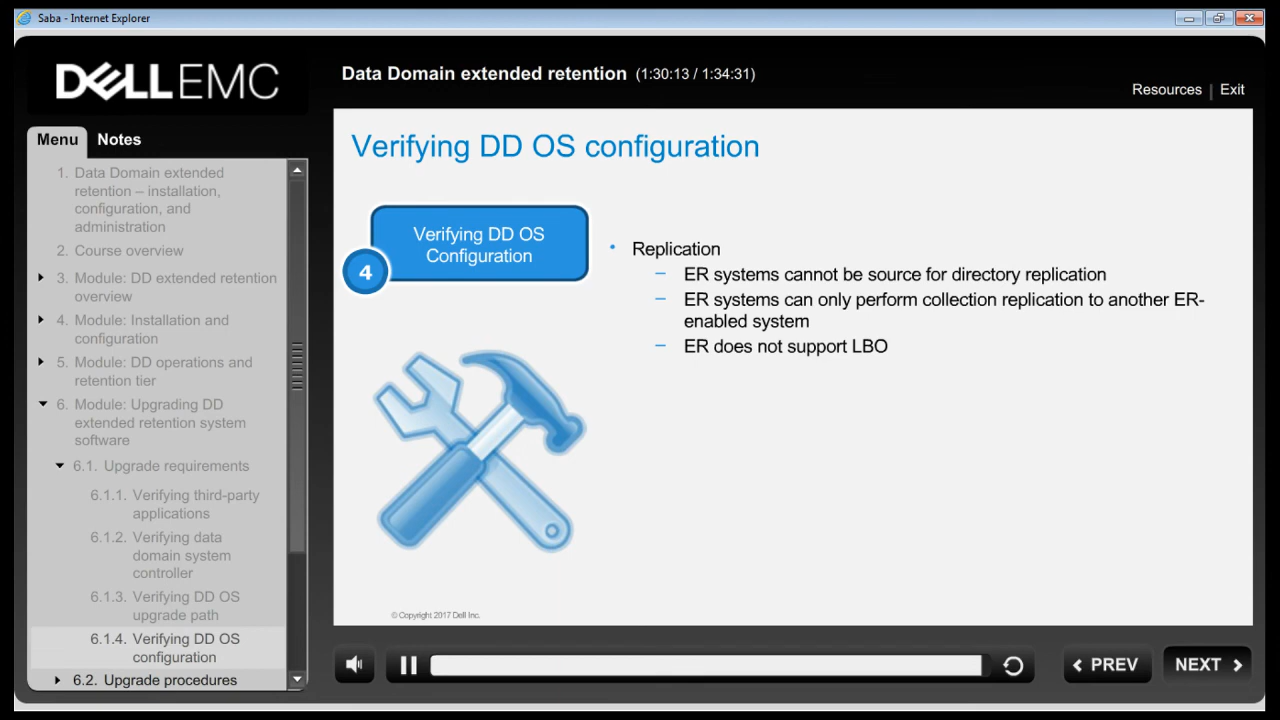 Saba - Internet Explorer
DELLEMC
Data Domain extended retention (1:30:13 / 1:34:31)
Resources | Exit
Menu
Notes
1. Data Domain extended
retention – installation,
configuration, and
administration
2. Course overview
3. Module: DD extended retention
overview
4. Module: Installation and
configuration
5. Module: DD operations and
retention tier
6. Module: Upgrading DD
extended retention system
software
6.1. Upgrade requirements
6.1.1. Verifying third-party
applications
6.1.2. Verifying data
domain system
controller
6.1.3. Verifying DD OS
upgrade path
6.1.4. Verifying DD OS
configuration
6.2. Upgrade procedures
Verifying DD OS configuration
Verifying DD OS
Configuration
4
• Replication
– ER systems cannot be source for directory replication
– ER systems can only perform collection replication to another ER-
enabled system
– ER does not support LBO
© Copyright 2017 Dell Inc.
PREV
NEXT